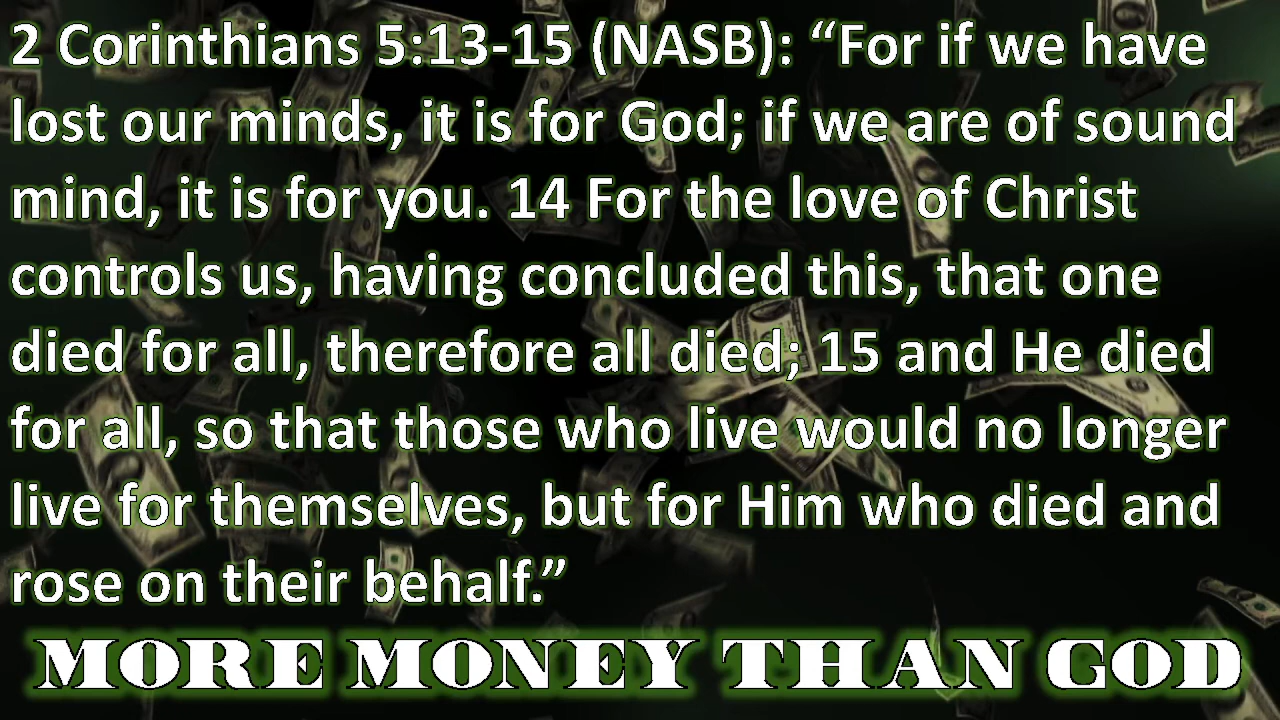 2 Corinthians 5:13-15 (NASB): “For if we have
lost our minds, it is for God; if we are of sound
mind, it is for you. 14 For the love of Christ
controls us, having concluded this, that one
died for all, therefore all died; 15 and He died
for all, so that those who live would no longer
live for themselves, but for Him who died and
rose on their behalf.”
MORE MONEY THAN GOD